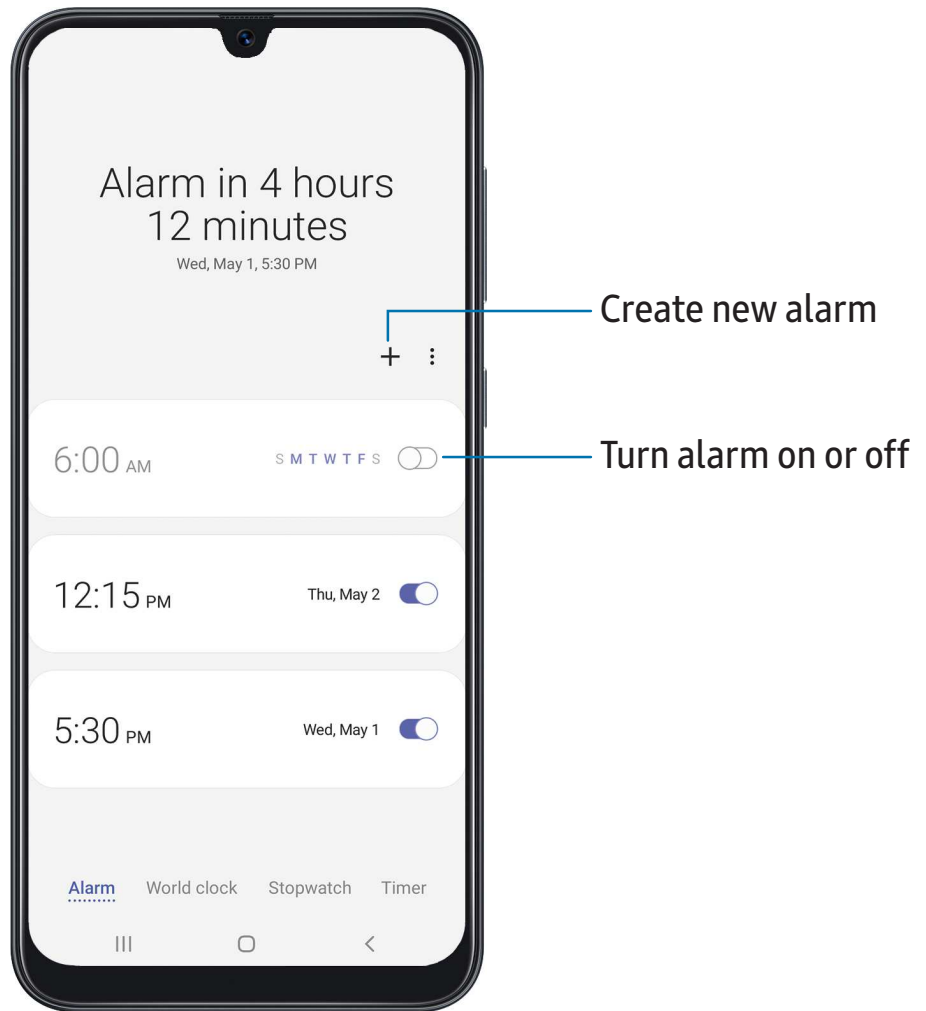 Alarm in 4 hours
12 minutes
Wed, May 1, 5:30 PM
Create new alarm
6:00 AM S M T W T F S
Turn alarm on or off
12:15 PM Thu, May 2
5:30 PM Wed, May 1
Alarm World clock Stopwatch Timer